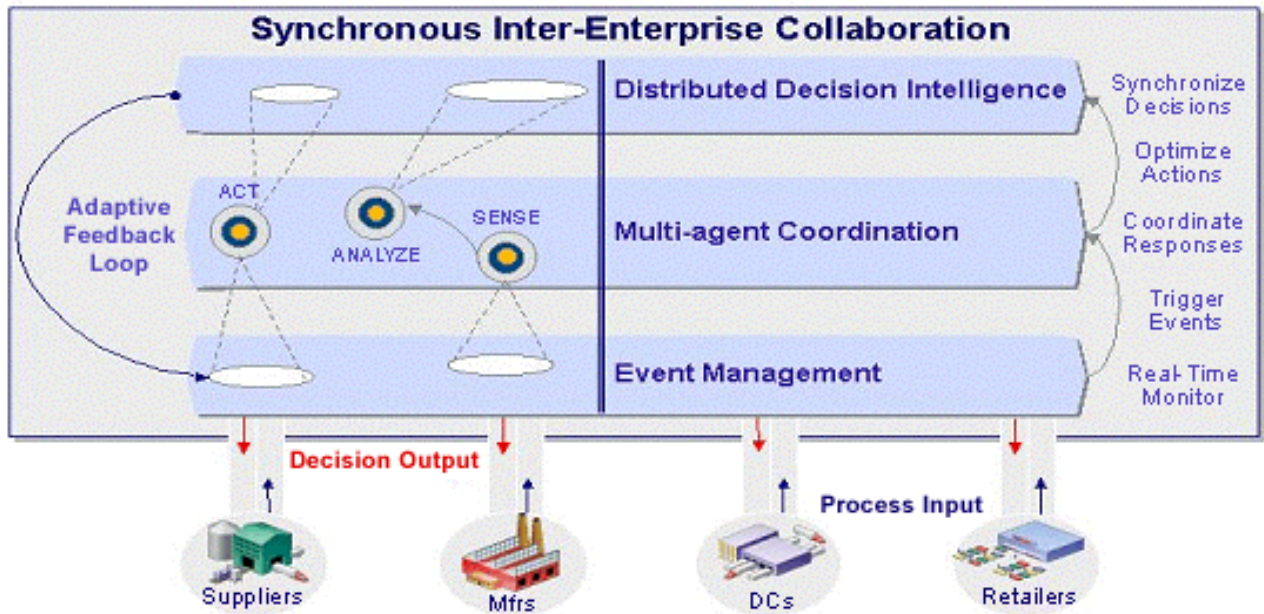 Synchronous Inter-Enterprise Collaboration
Distributed Decision Intelligence
Synchronize
Decisions
Optimize
Actions
ACT
Adaptive
Feedback
Loop
SENSE
ANALYZE
Multi-agent Coordination
Coordinate
Responses
Trigger
Events
Event Management
Real-Time
Monitor
Decision Output
Process Input
Suppliers
Mfrs
DCs
Retailers